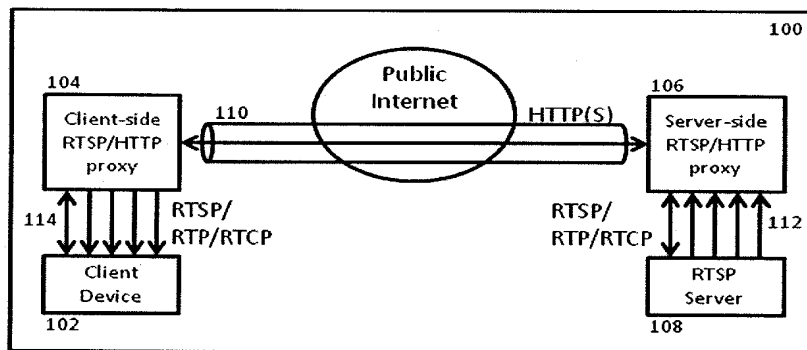 100
104
Client-side
RTSP/HTTP
proxy
110
Public
Internet
HTTP(S)
106
Server-side
RTSP/HTTP
proxy
114
RTSP/
RTP/RTCP
RTSP/
RTP/RTCP
112
Client
Device
102
RTSP
Server
108